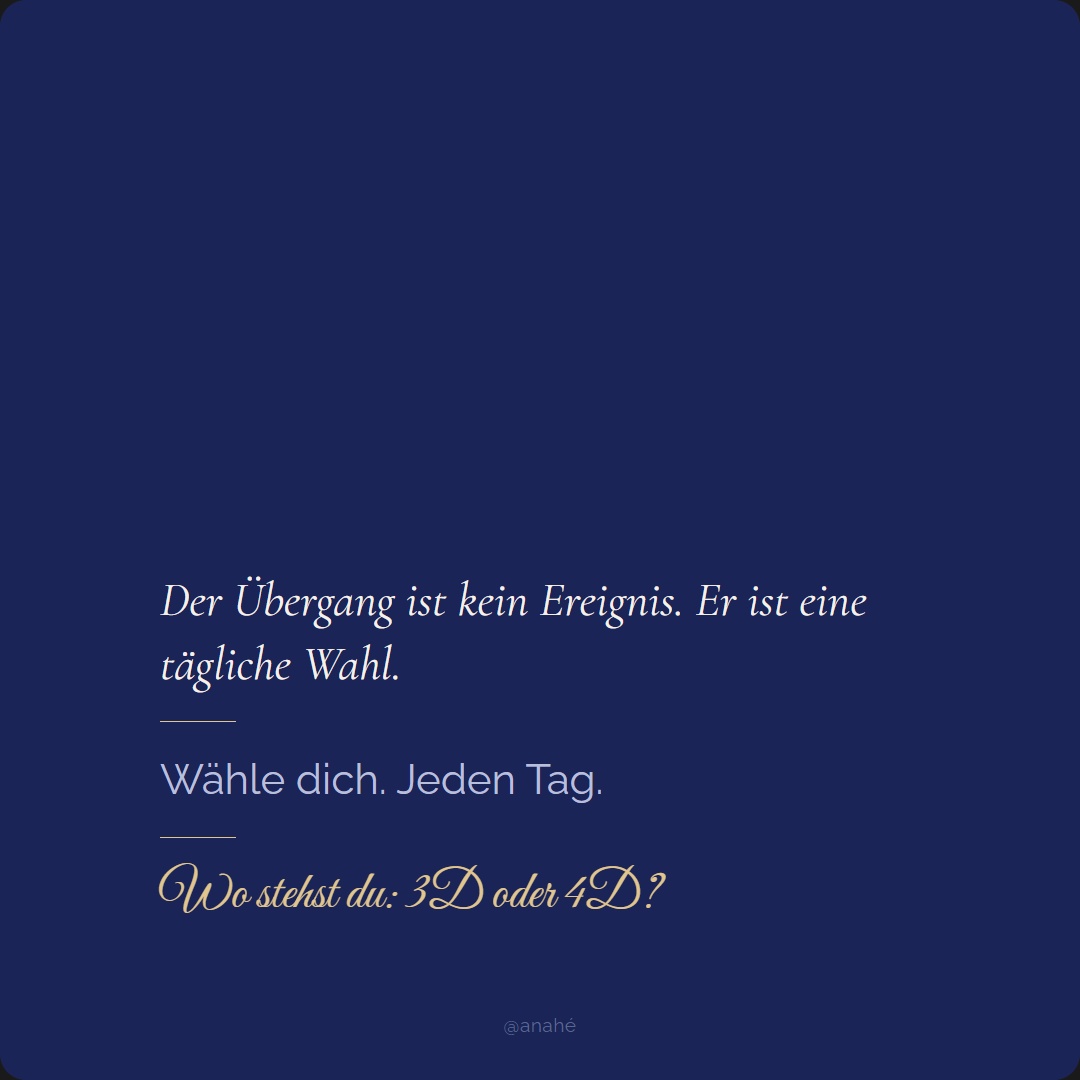 Der Übergang ist kein Ereignis. Er ist eine
tägliche Wahl.
Wähle dich. Jeden Tag.
Wo stehst du: 3D oder 4D?
@anahé